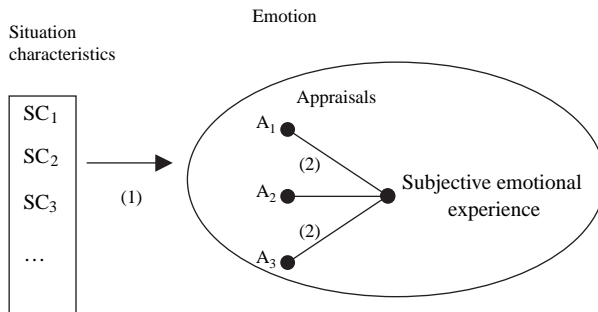 Situation
characteristics
Emotion
SC1
SC2
SC3
...
(1)
Appraisals
A1
(2)
A2
(2)
A3
Subjective emotional
experience